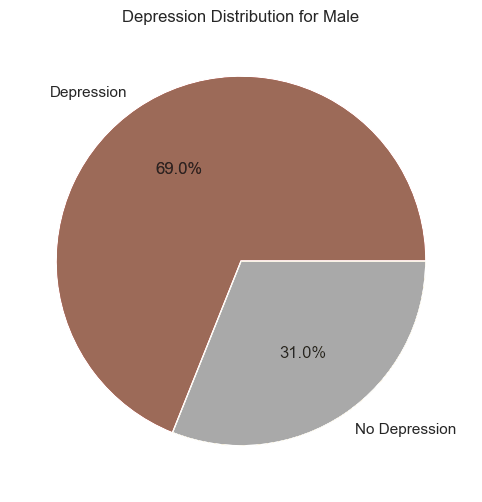 Depression Distribution for Male
Depression
69.0%
31.0%
No Depression